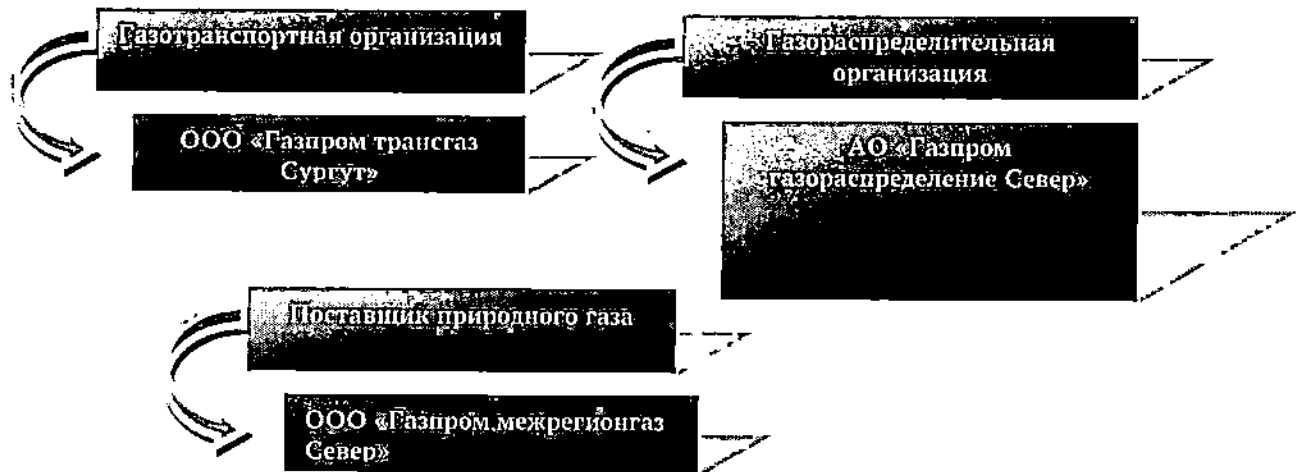 Газотранспортная организация
ООО «Газпром трансгаз
Сургут»
Газораспределительная
организация
АО «Газпром
газораспределение Север»
Поставщик природного газа
ООО «Газпром межрегионгаз
Север»